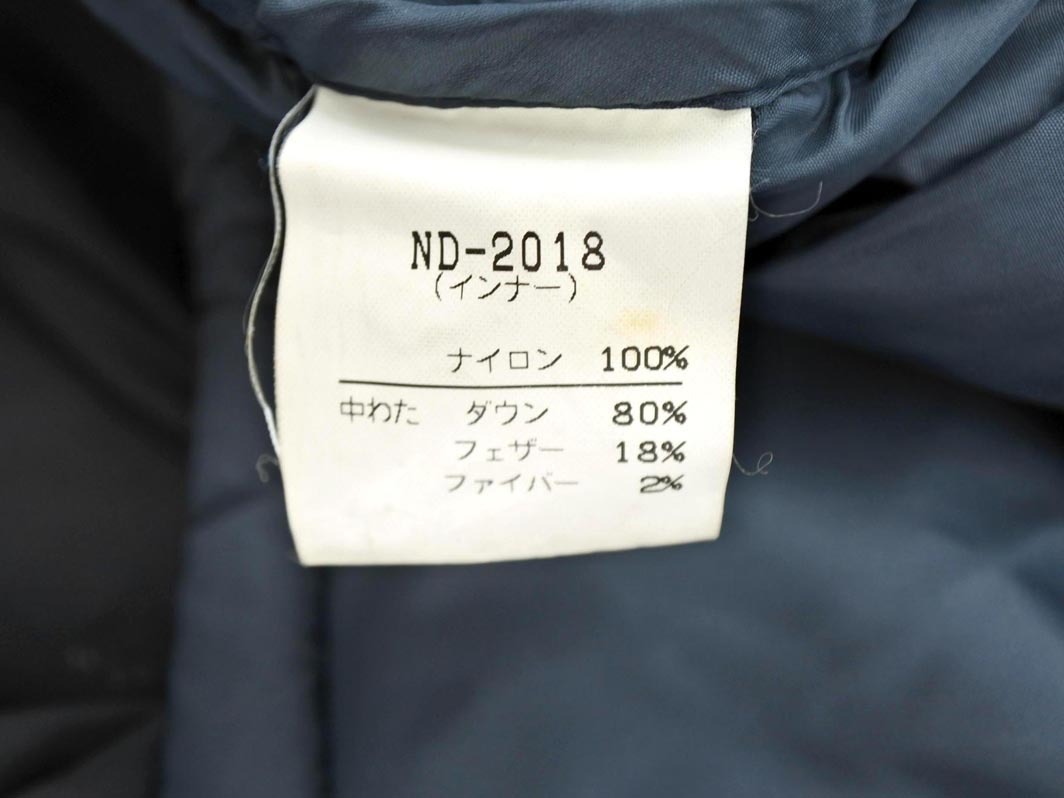 ND-2018
(インナー)
ナイロン 100%
中わた ダウン 80%
フェザー 18%
ファイバー 2%